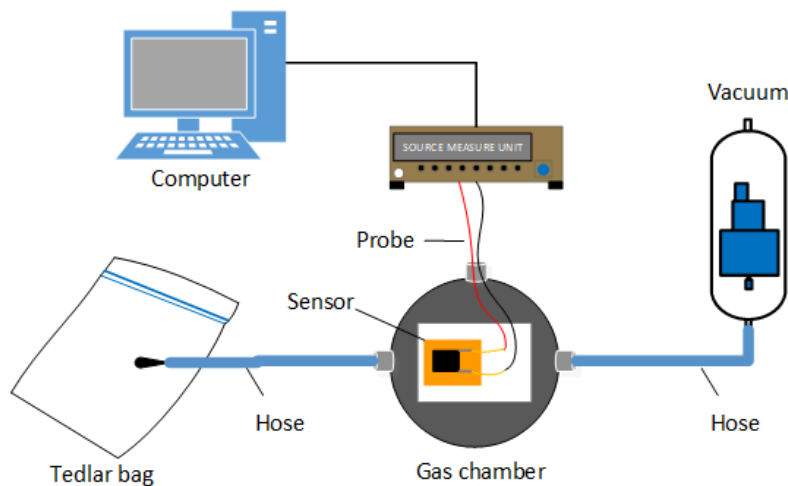 Vacuum
SOURCE MEASURE UNIT
Computer
Probe
Sensor
Hose
Hose
Tedlar bag
Gas chamber